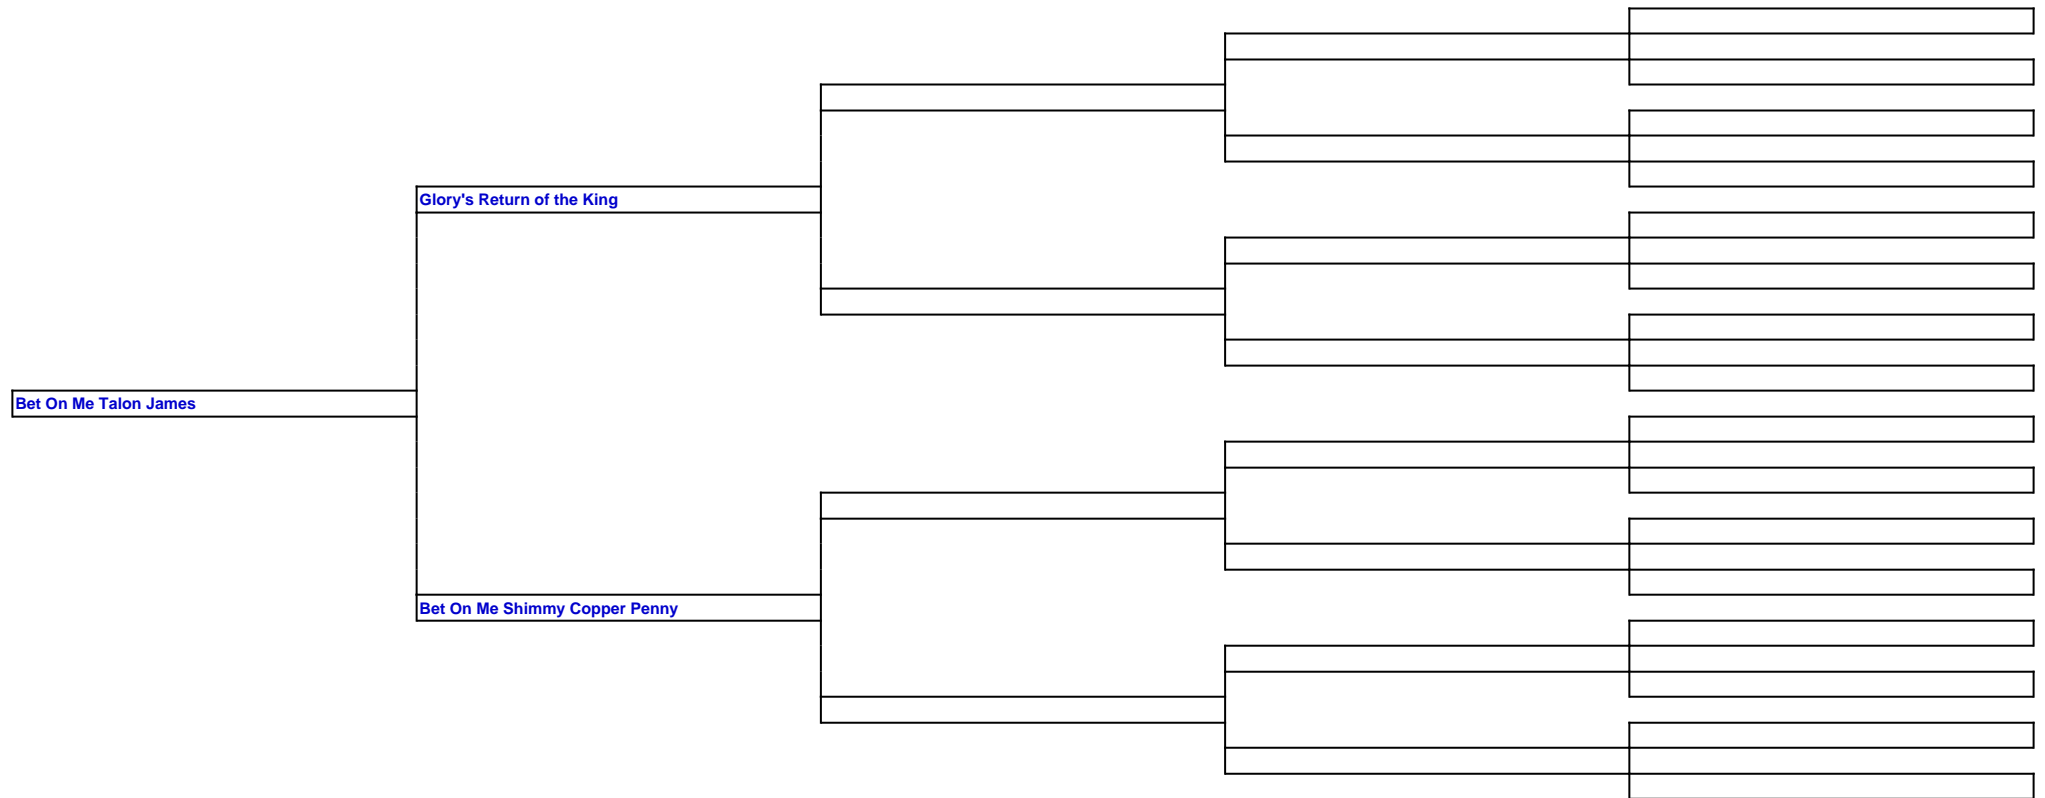 Glory's Return of the King
Bet On Me Talon James
Bet On Me Shimmy Copper Penny